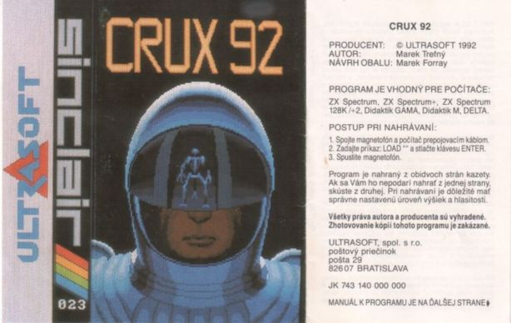 ULTRASOFT
sinclair
023
CRUX 92
CRUX 92
PRODUCENT: © ULTRASOFT 1992
AUTOR: Marek Trefný
NÁVRH OBALU: Marek Forray
PROGRAM JE VHODNÝ PRE POČÍTAČE:
ZX Spectrum, ZX Spectrum+, ZX Spectrum
128K /+2, Didaktik GAMA, Didaktik M, DELTA.
POSTUP PRI NAHRÁVANÍ:
1. Spojte magnetofón a počítač prepojovacím káblom.
2. Zadajte príkaz: LOAD "" a stlačte klávesu ENTER.
3. Spustite magnetofón.
Program je nahraný z obidvoch strán kazety.
Ak sa Vám ho nepodarí nahrať z jednej strany,
skúste z druhej. Pri nahrávaní je dôležité mať
správne nastavenú úroveň výšiek a hlasitosti.
Všetky práva autora a producenta sú vyhradené.
Zhotovovanie kópií tohoto programu je zakázané.
ULTRASOFT, spol. s r.o.
poštový priečinok
pošta 29
826 07 BRATISLAVA
JK 743 140 000 000
MANUÁL K PROGRAMU JE NA ĎALŠEJ STRANE